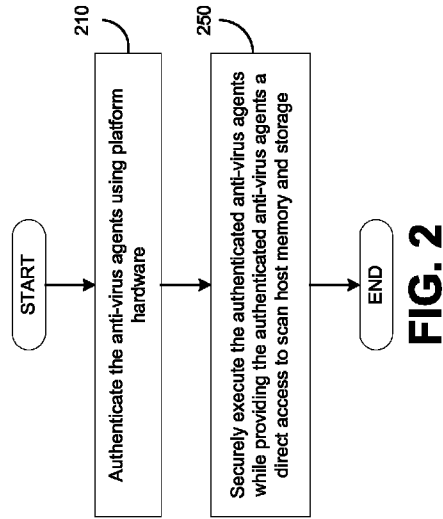 START
210
Authenticate the anti-virus agents using platform
hardware
250
Securely execute the authenticated anti-virus agents
while providing the authenticated anti-virus agents a
direct access to scan host memory and storage
END
FIG. 2